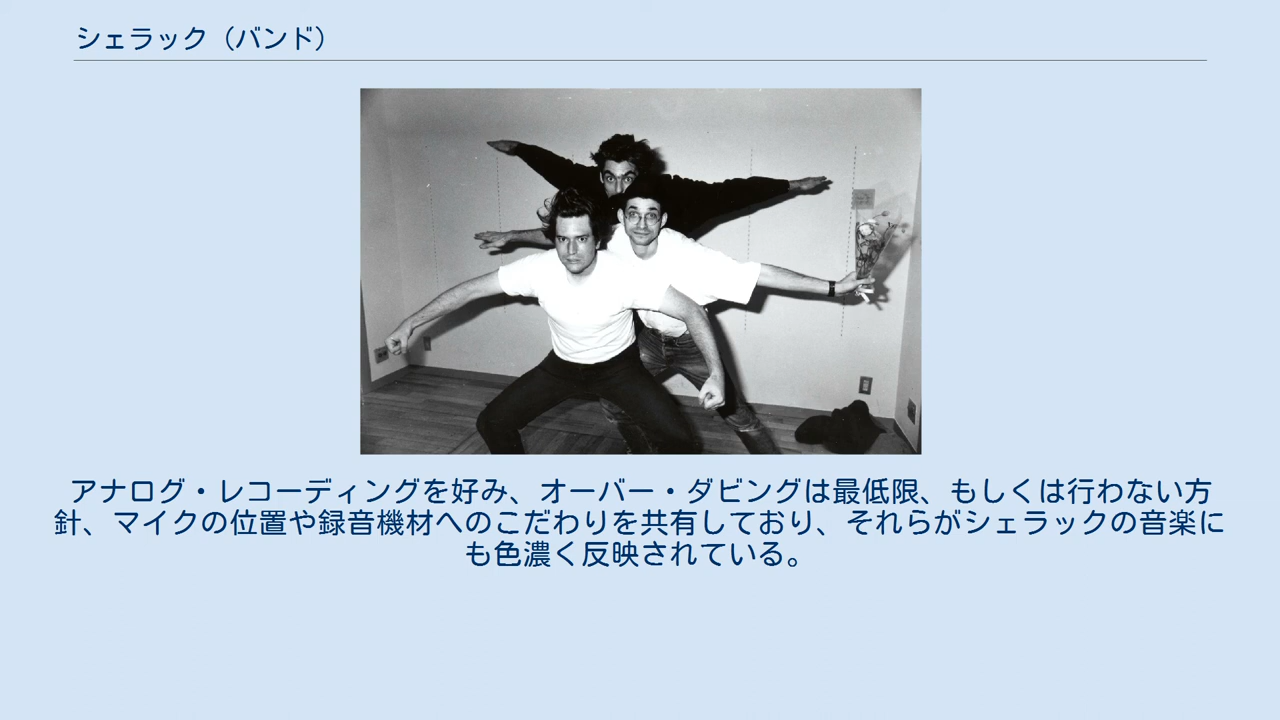 シェラック（バンド）
アナログ・レコーディングを好み、オーバー・ダビングは最低限、もしくは行わない方
針、マイクの位置や録音機材へのこだわりを共有しており、それらがシェラックの音楽に
も色濃く反映されている。